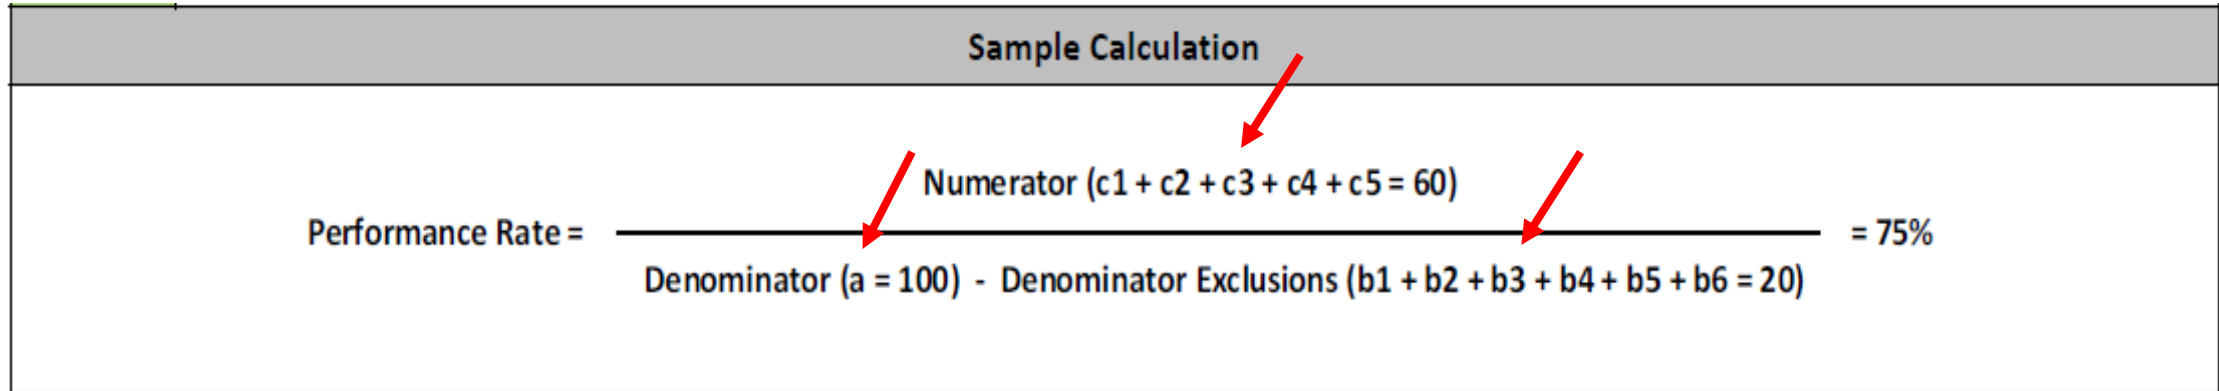 Sample Calculation
Numerator (c1 + c2 + c3 + c4 + c5 = 60)
Performance Rate = = 75%
Denominator (a = 100) - Denominator Exclusions (b1 + b2 + b3 + b4 + b5 + b6 = 20)